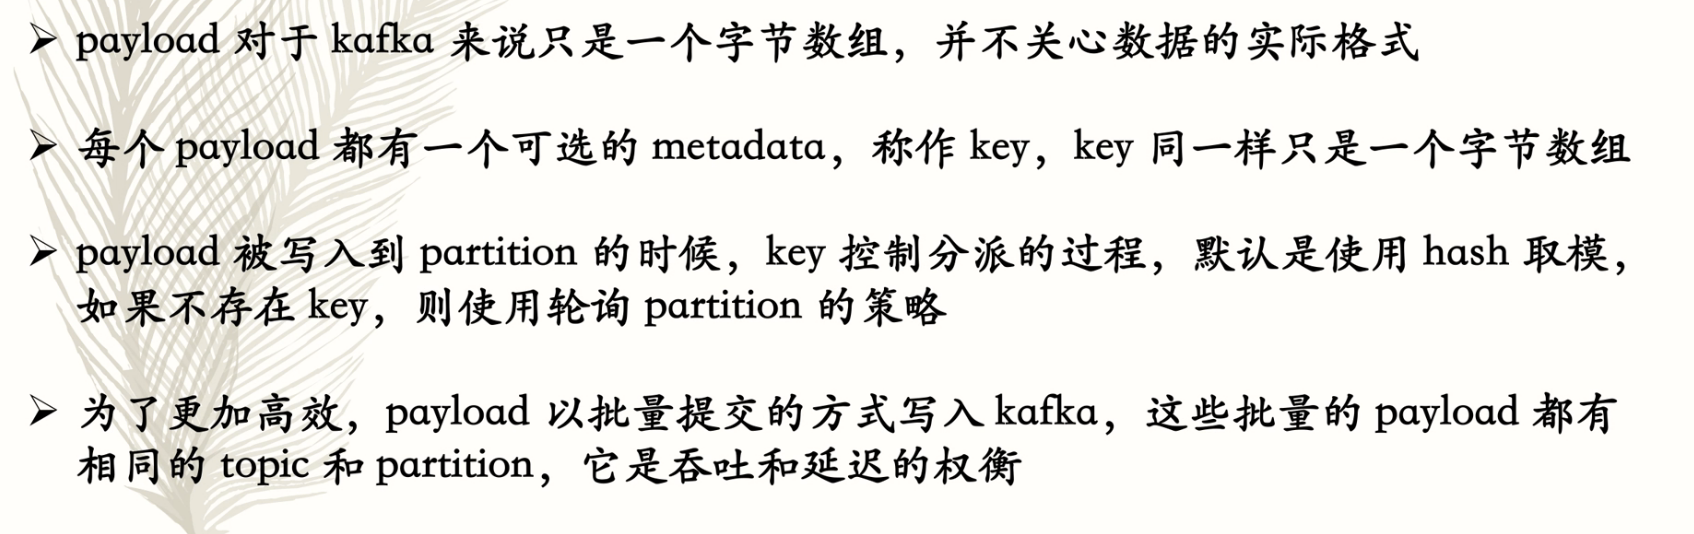 ➢ payload 对于 kafka 来说只是一个字节数组，并不关心数据的实际格式
➢ 每个 payload 都有一个可选的 metadata，称作 key，key 同一样只是一个字节数组
➢ payload 被写入到 partition 的时候，key 控制分派的过程，默认是使用 hash 取模，
如果不存在 key，则使用轮询 partition 的策略
➢ 为了更加高效，payload 以批量提交的方式写入 kafka，这些批量的 payload 都有
相同的 topic 和 partition，它是吞吐和延迟的权衡